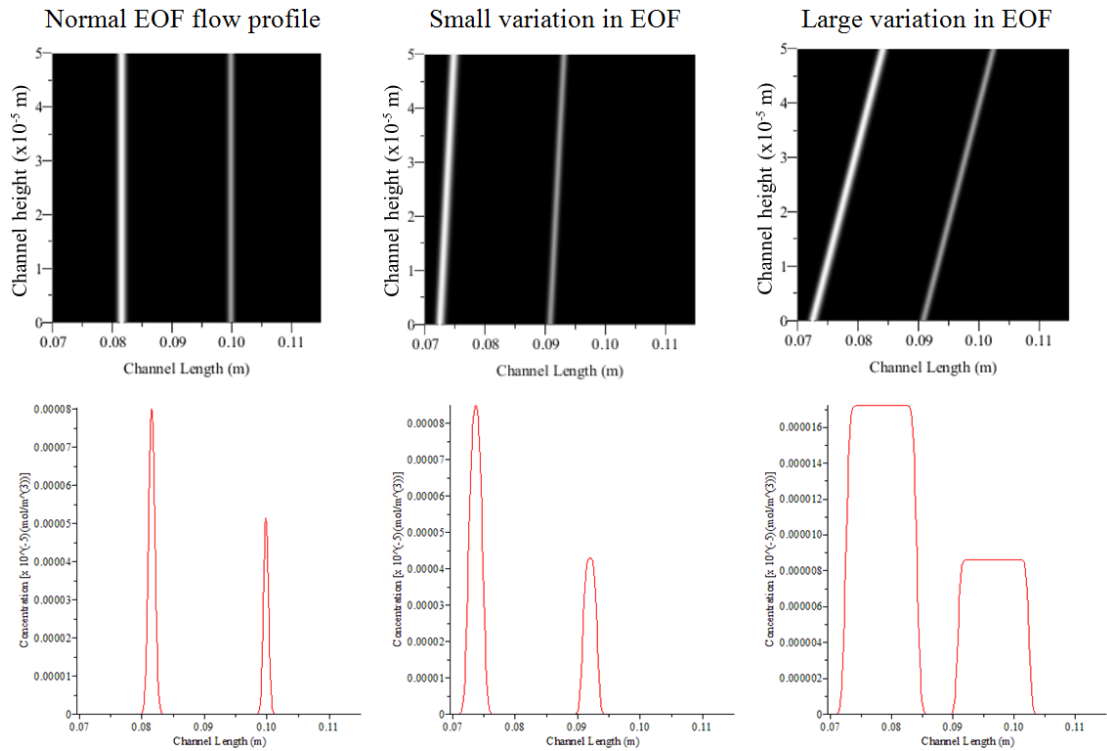 Normal EOF flow profile
Small variation in EOF
Large variation in EOF
Channel height (x10⁻⁵ m)
5
4
3
2
1
0
0.07 0.08 0.09 0.10 0.11
Channel Length (m)
Channel height (x10⁻⁵ m)
5
4
3
2
1
0
0.07 0.08 0.09 0.10 0.11
Channel Length (m)
Channel height (x10⁻⁵ m)
5
4
3
2
1
0
0.07 0.08 0.09 0.10 0.11
Channel Length (m)
Concentration [x 10^(-5)(mol/m^(3))]
0.00008
0.00007
0.00006
0.00005
0.00004
0.00003
0.00002
0.00001
0
0.07 0.08 0.09 0.10 0.11
Channel Length (m)
Concentration [x 10^(-5)(mol/m^(3))]
0.00008
0.00007
0.00006
0.00005
0.00004
0.00003
0.00002
0.00001
0
0.07 0.08 0.09 0.10 0.11
Channel Length (m)
Concentration [x 10^(-5)(mol/m^(3))]
0.000016
0.000014
0.000012
0.000010
0.000008
0.000006
0.000004
0.000002
0
0.07 0.08 0.09 0.10 0.11
Channel Length (m)